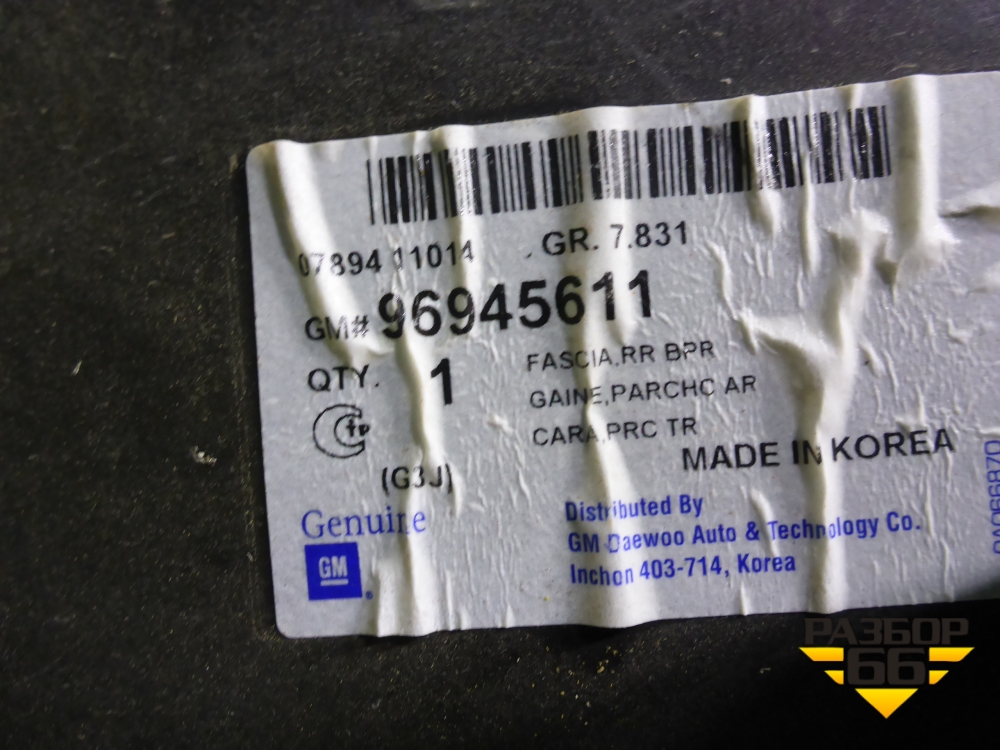 07894 11014 GR. 7.831
GM# 96945611
QTY. 1
FASCIA,RR BPR
GAINE,PARCHC AR
CARA,PRC TR
MADE IN KOREA
(G3J)
Genuine
GM
Distributed By
GM Daewoo Auto & Technology Co.
Inchon 403-714, Korea
РАЗБОР
66